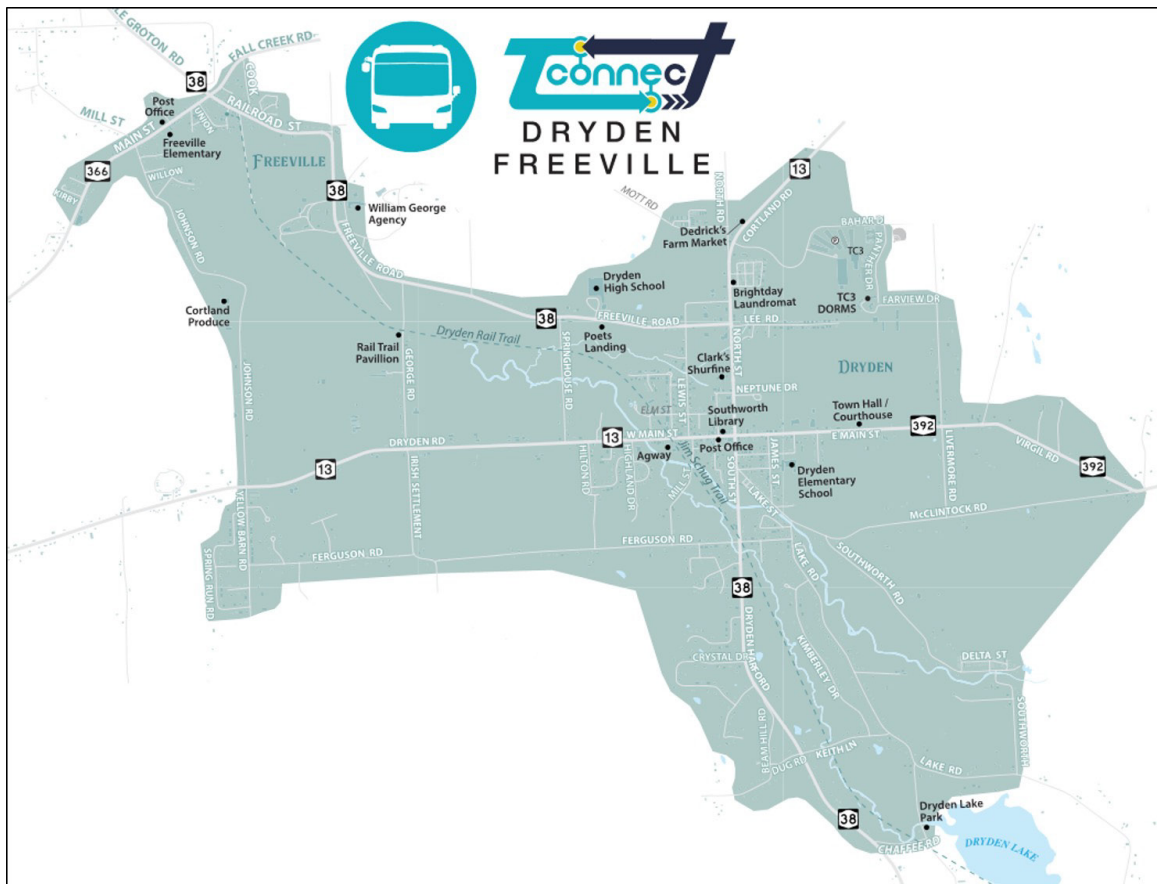 LE GROTON RD
FALL CREEK RD
38
COOK
Post
Office
MILL ST
MAIN ST
UNION
RAILROAD ST
Freeville
Elementary
FREEVILLE
366
WILLOW
KIRBY
38
William George
Agency
JOHNSON RD
FREEVILLE ROAD
connect
DRYDEN
FREEVILLE
13
MOTT RD
NORTH RD
CORTLAND RD
Dedrick's
Farm Market
BAHAR D
PANTHER DR
P
TC3
Dryden
High School
Brightday
Laundromat
TC3
DORMS
FARVIEW DR
Cortland
Produce
38
FREEVILLE ROAD
LEE RD
Dryden Rail Trail
Rail Trail
Pavillion
Poets
Landing
SPRINGHOUSE RD
GEORGE RD
JOHNSON RD
NORTH ST
Clark's
Shurfine
DRYDEN
NEPTUNE DR
LEWIS ST
ELM ST
Southworth
Library
Town Hall /
Courthouse
392
DRYDEN RD
13
W MAIN ST
E MAIN ST
Post Office
Agway
13
HILTON RD
HIGHLAND DR
Jim Schug Trail
SOUTH ST
JAMES ST
Dryden
Elementary
School
LIVERMORE RD
VIRGIL RD
392
IRISH SETTLEMENT
MILL S
LAKE ST
McCLINTOCK RD
YELLOW BARN RD
FERGUSON RD
FERGUSON RD
SPRING RUN RD
LAKE RD
SOUTHWORTH RD
38
DRYDEN HARFORD
KIMBERLEY DR
CRYSTAL DR
DELTA ST
SOUTHWORTH
BEAM HILL RD
DUG RD
KEITH LN
LAKE RD
38
Dryden Lake
Park
CHAFFEE RD
DRYDEN LAKE